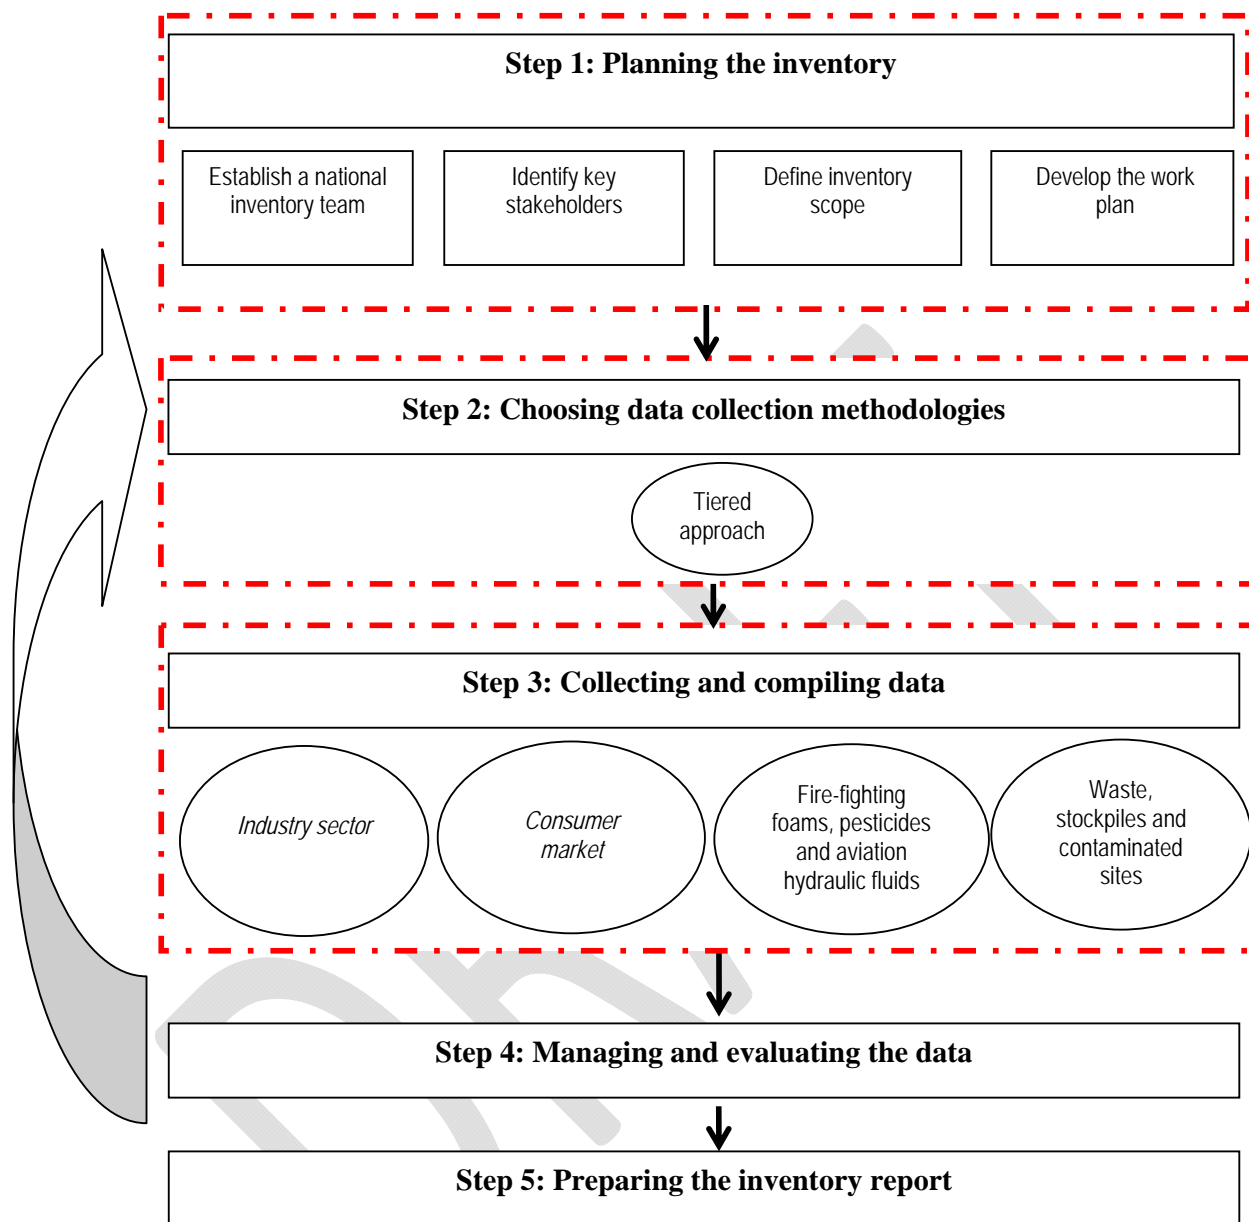 Step 1: Planning the inventory
Establish a national
inventory team
Identify key
stakeholders
Define inventory
scope
Develop the work
plan
Step 2: Choosing data collection methodologies
Tiered
approach
Step 3: Collecting and compiling data
Industry sector
Consumer
market
Fire-fighting
foams, pesticides
and aviation
hydraulic fluids
Waste,
stockpiles and
contaminated
sites
Step 4: Managing and evaluating the data
Step 5: Preparing the inventory report